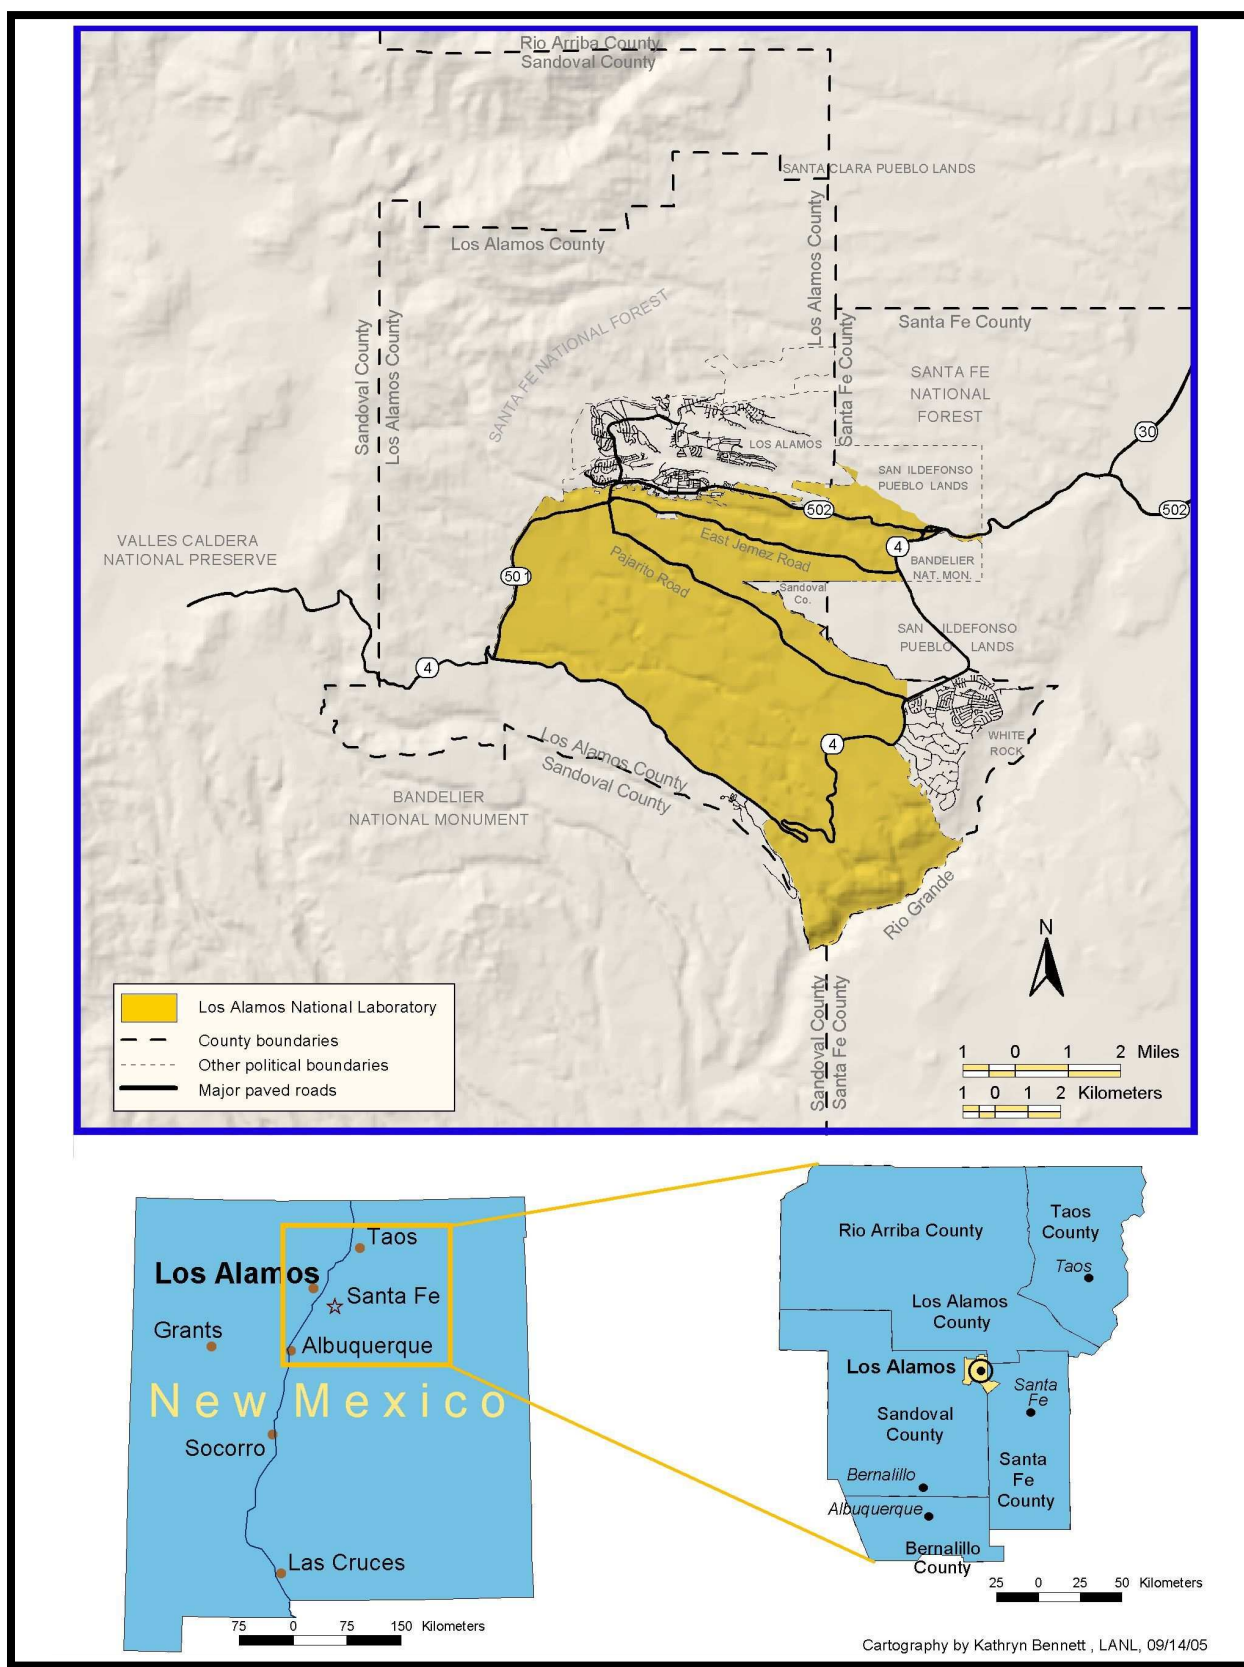 Rio Arriba County
Sandoval County
SANTA CLARA PUEBLO LANDS
Los Alamos County
Los Alamos County
Santa Fe County
Santa Fe County
Sandoval County
Los Alamos County
SANTA FE NATIONAL FOREST
SANTA FE
NATIONAL
FOREST
30
LOS ALAMOS
SAN ILDEFONSO
PUEBLO LANDS
502
502
VALLES CALDERA
NATIONAL PRESERVE
East Jemez Road
4
BANDELIER
NAT. MON.
Pajarito Road
501
Sandoval
Co.
SAN ILDEFONSO
PUEBLO LANDS
4
WHITE
ROCK
4
Los Alamos County
Sandoval County
BANDELIER
NATIONAL MONUMENT
Rio Grande
N
Sandoval County
Santa Fe County
Los Alamos National Laboratory
County boundaries
Other political boundaries
Major paved roads
1 0 1 2 Miles
1 0 1 2 Kilometers
Taos
Los Alamos
Santa Fe
Grants
Albuquerque
New Mexico
Socorro
Las Cruces
75 0 75 150 Kilometers
Rio Arriba County
Taos
County
Taos
Los Alamos
County
Los Alamos
Santa
Fe
Sandoval
County
Santa
Fe
County
Bernalillo
Albuquerque
Bernalillo
County
25 0 25 50 Kilometers
Cartography by Kathryn Bennett , LANL, 09/14/05